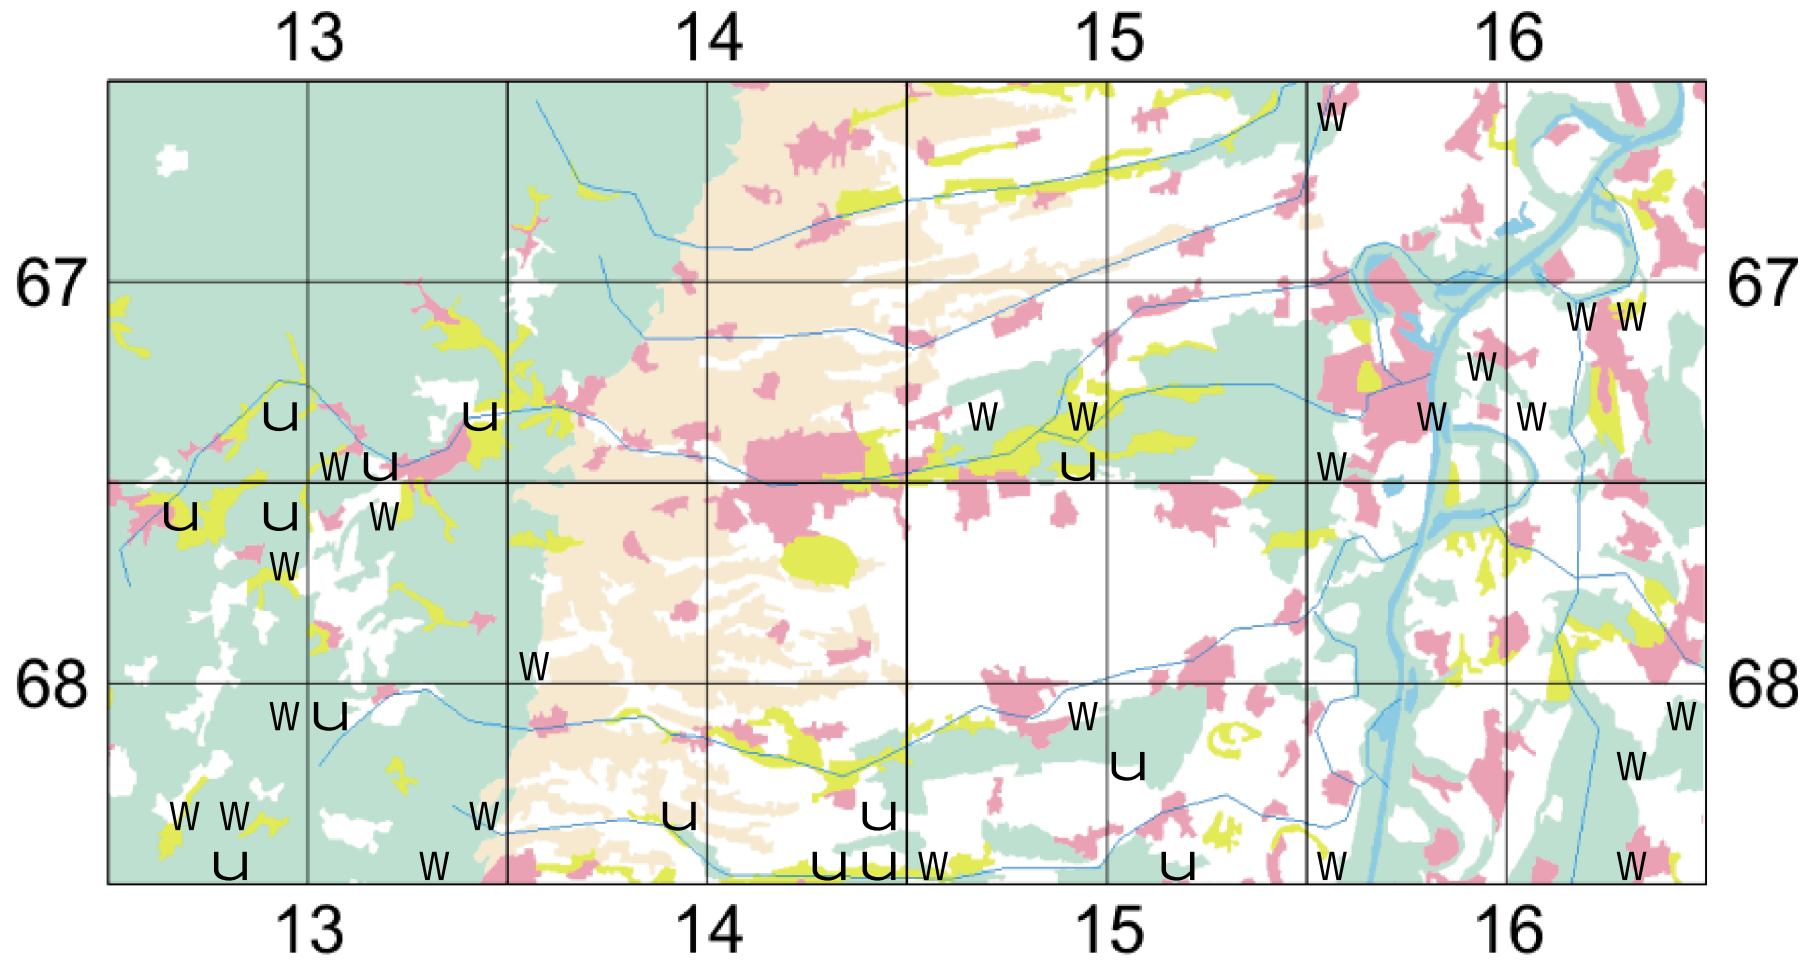 13 14 15 16
W
67 67
W W
W
u u W W W W
W u u W
u u W
W
W
68 68
W u W W
u W
W W W u u
u W u u W u W W
13 14 15 16